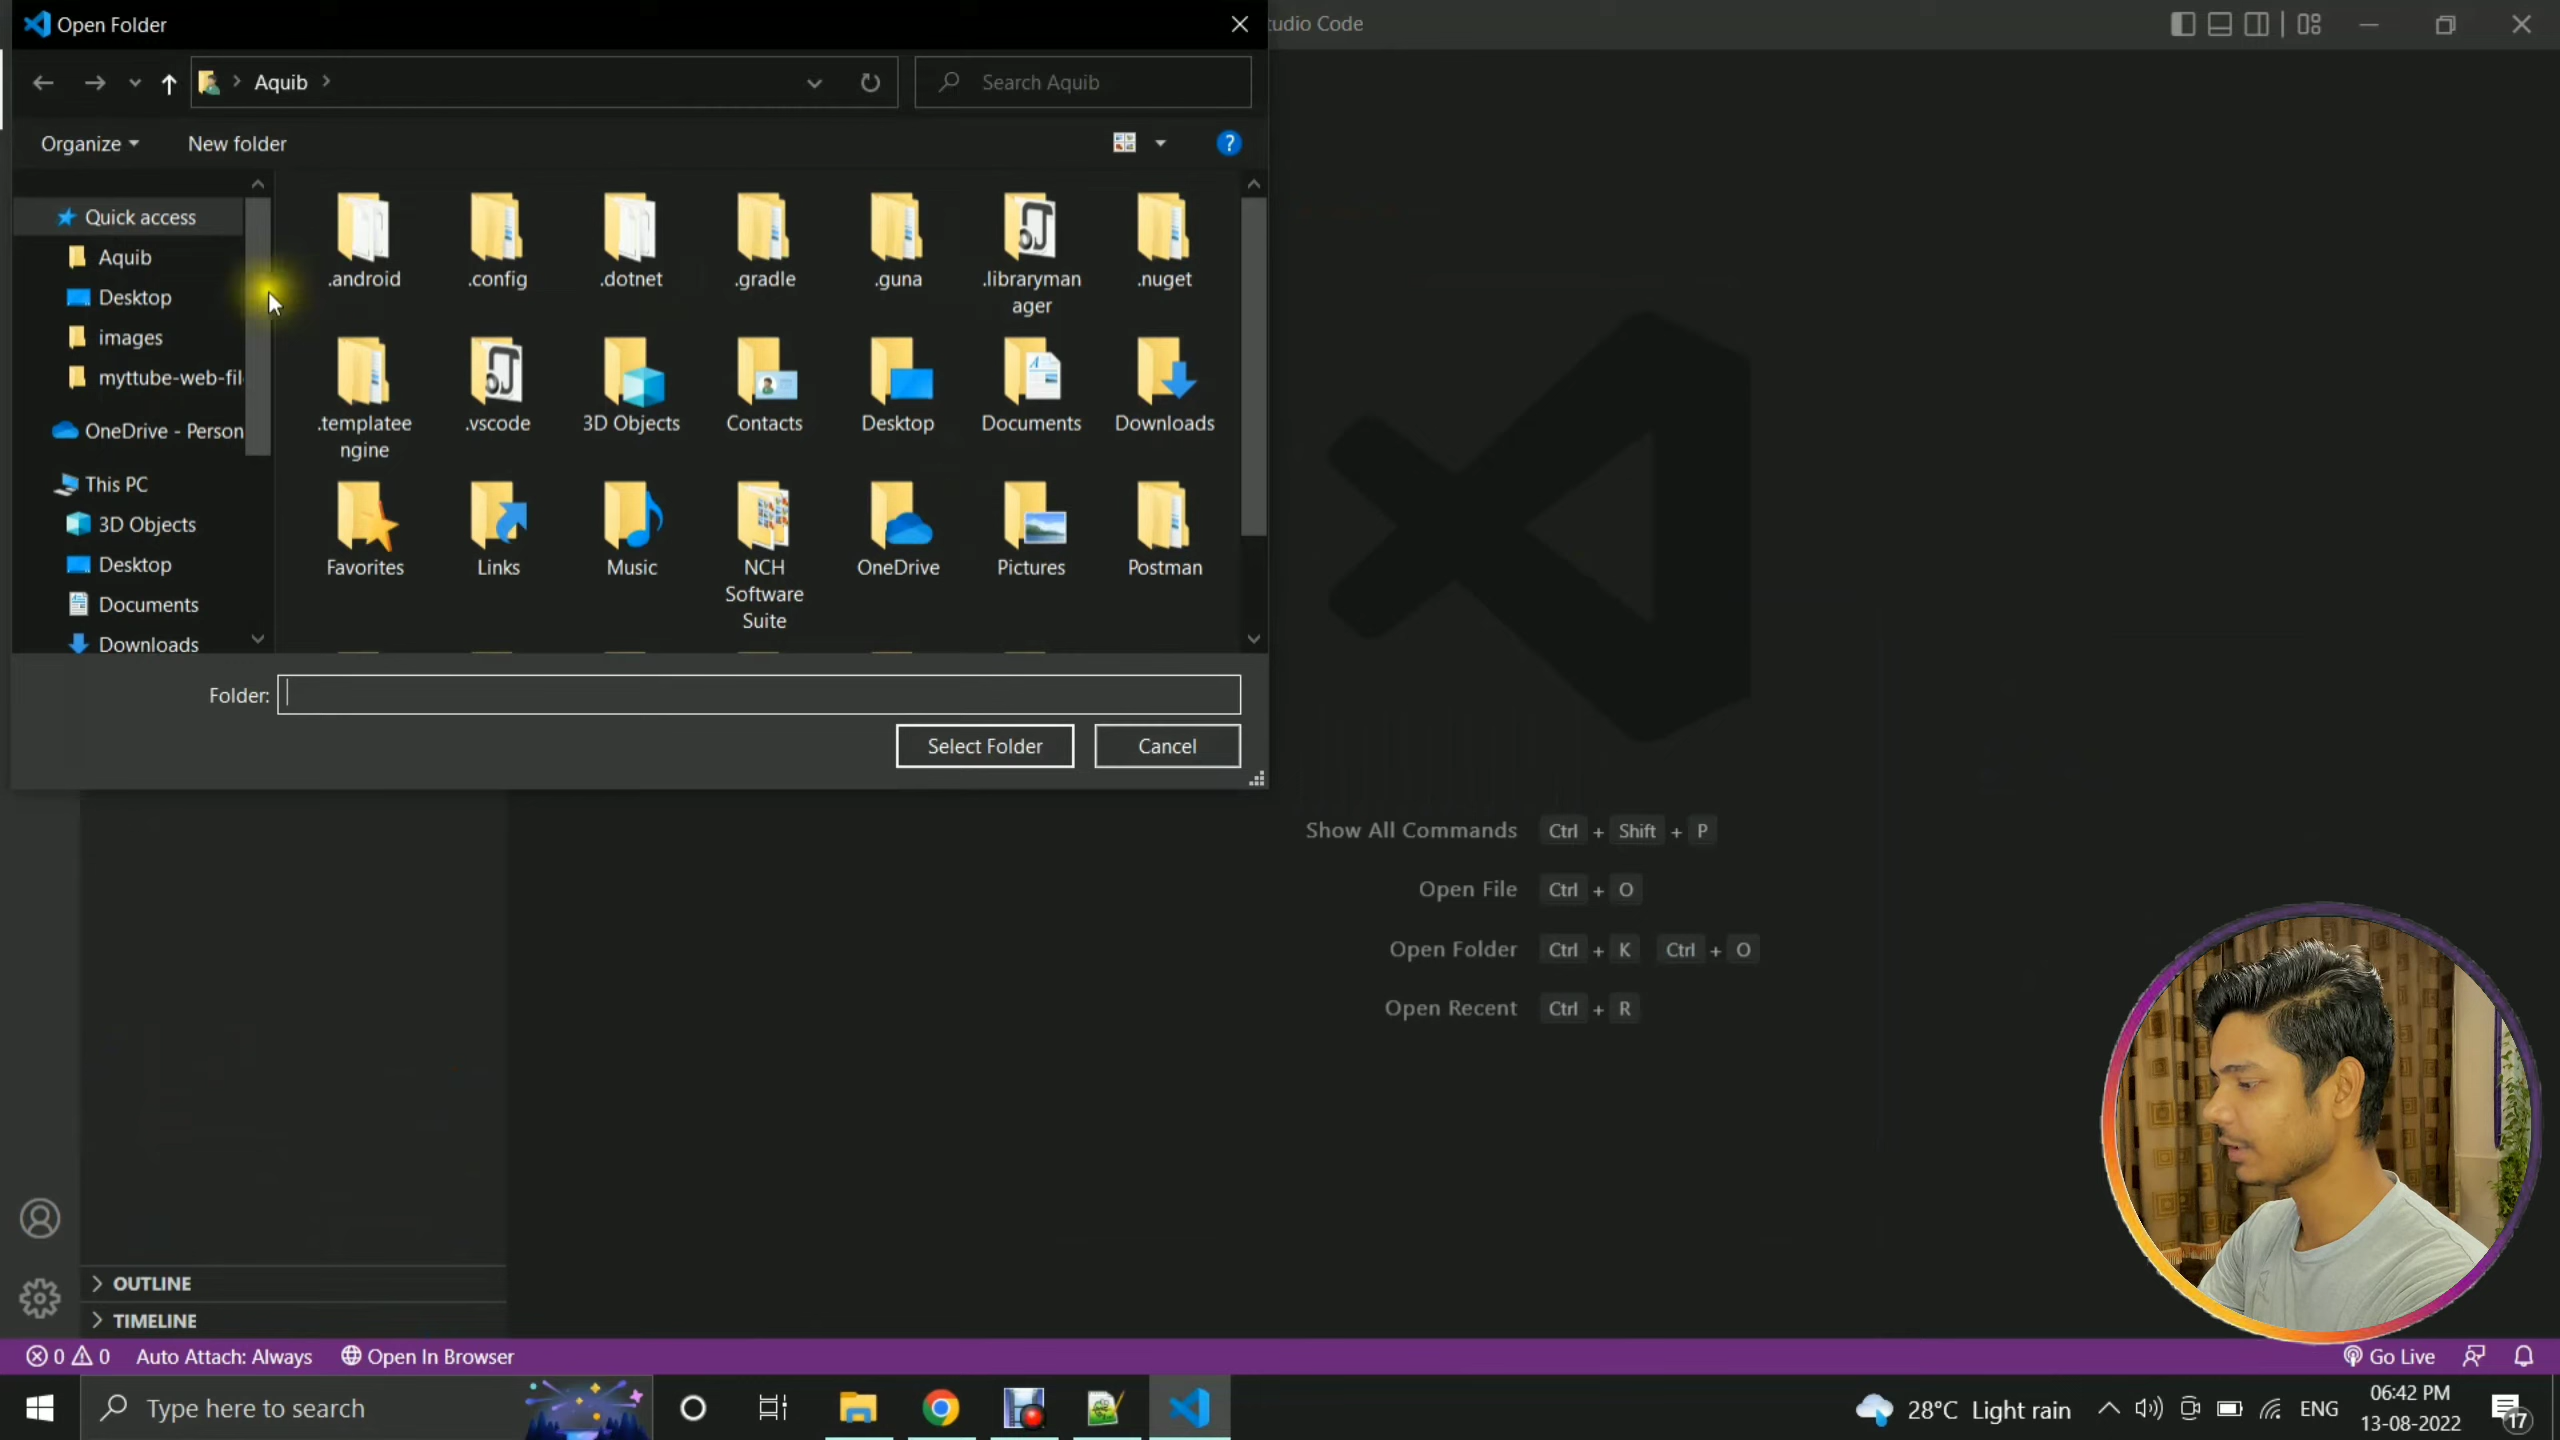 Open Folder
udio Code
Aquib
Search Aquib
Organize
New folder
Quick access
Aquib
Desktop
images
myttube-web-fil
OneDrive - Person
This PC
3D Objects
Desktop
Documents
Downloads
.android
.config
.dotnet
.gradle
.guna
.libraryman
ager
.nuget
.templatee
ngine
.vscode
3D Objects
Contacts
Desktop
Documents
Downloads
Favorites
Links
Music
NCH
Software
Suite
OneDrive
Pictures
Postman
Folder:
Select Folder
Cancel
Show All Commands Ctrl + Shift + P
Open File Ctrl + O
Open Folder Ctrl + K Ctrl + O
Open Recent Ctrl + R
OUTLINE
TIMELINE
0 0 Auto Attach: Always Open In Browser
Go Live
Type here to search
28°C Light rain
ENG
06:42 PM
13-08-2022
17